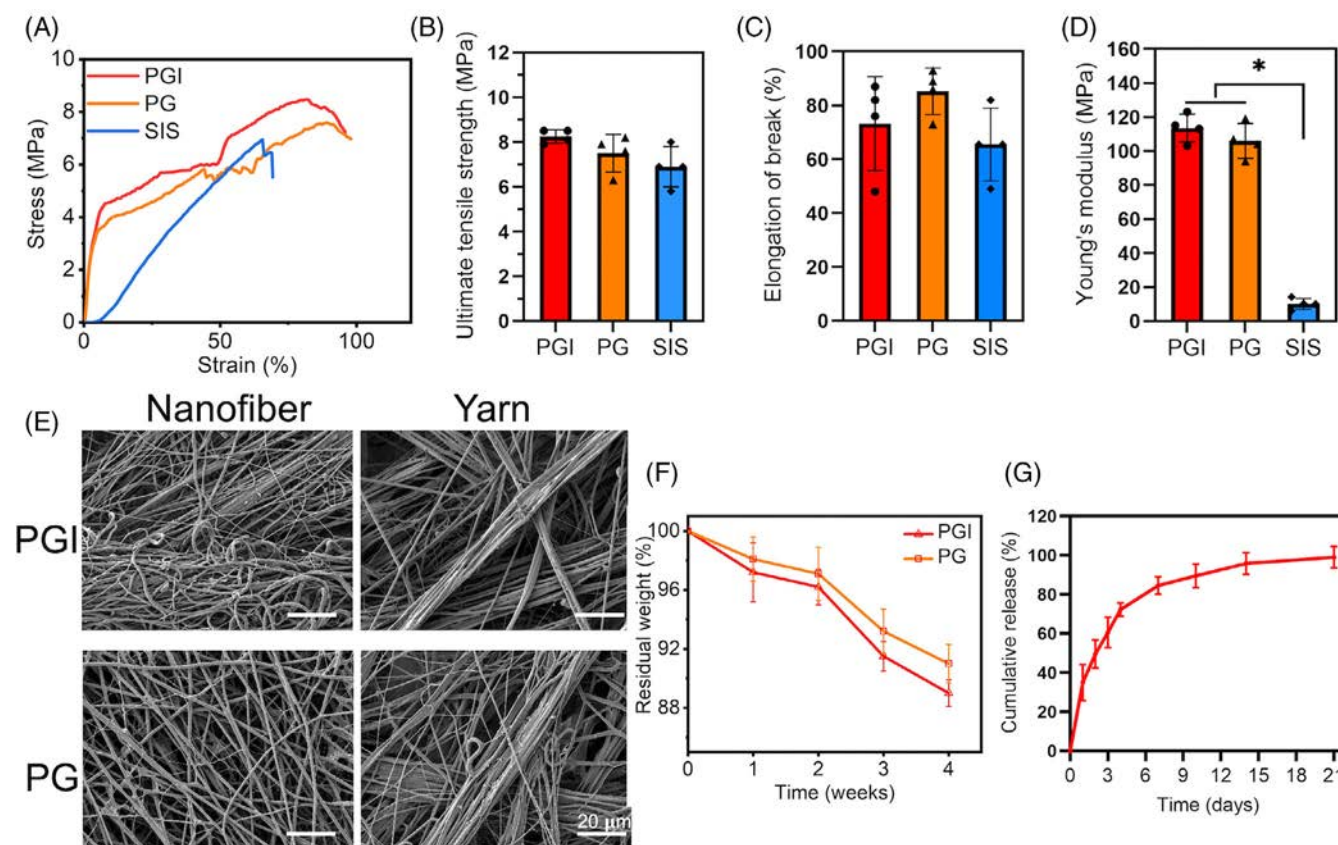 (A)
Stress (MPa)
10
8
6
4
2
0
PGI
PG
SIS
0
50
100
Strain (%)
(B)
Ultimate tensile strength (MPa)
12
10
8
6
4
2
0
PGI
PG
SIS
(C)
Elongation of break (%)
100
80
60
40
20
0
PGI
PG
SIS
(D)
Young's modulus (MPa)
160
140
120
100
80
60
40
20
0
*
PGI
PG
SIS
(E)
Nanofiber
Yarn
PGI
PG
20 μm
(F)
Residual weight (%)
100
96
92
88
PGI
PG
0
1
2
3
4
Time (weeks)
(G)
Cumulative release (%)
120
100
80
60
40
20
0
0
3
6
9
12
15
18
21
Time (days)